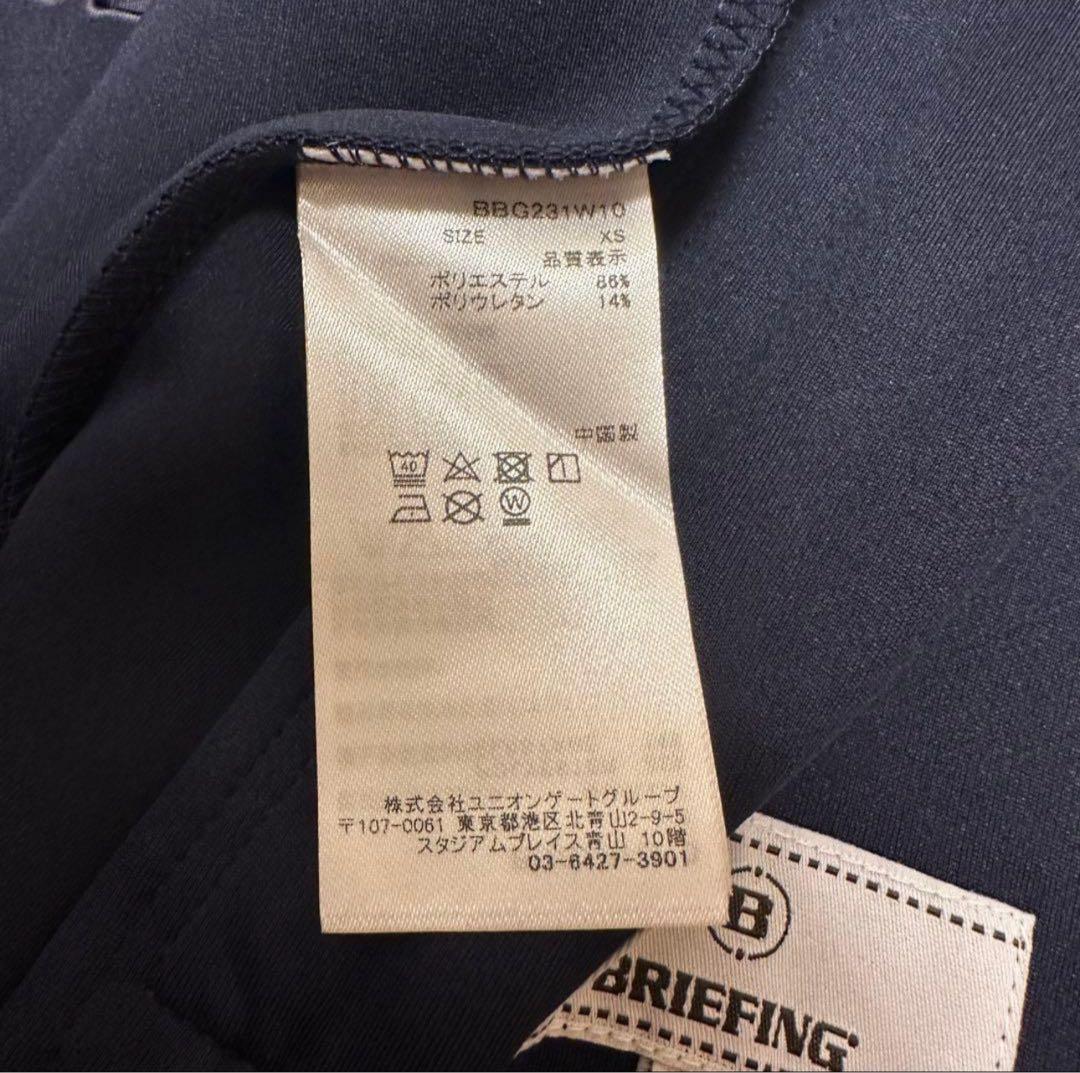 BBG231W10
SIZE XS
品質表示
ポリエステル 86%
ポリウレタン 14%
中国製
40
W
株式会社ユニオンゲートグループ
〒107-0061 東京都港区北青山2-9-5
スタジアムプレイス青山 10階
03-6427-3901
B
BRIEFING